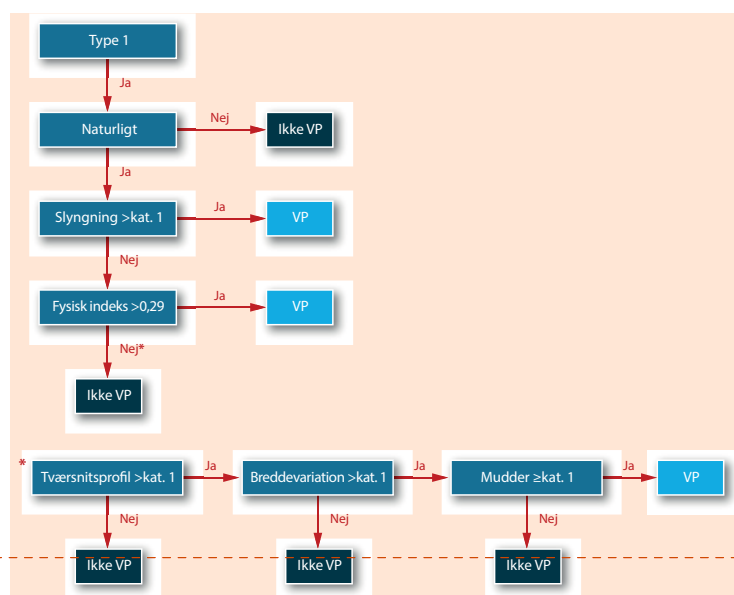 Type 1
Ja
Naturligt
Nej
Ikke VP
Ja
Slyngning >kat. 1
Ja
VP
Nej
Fysisk indeks >0,29
Ja
VP
Nej*
Ikke VP
*
Tværsnitsprofil >kat. 1
Ja
Breddevariation >kat. 1
Ja
Mudder ≥kat. 1
Ja
VP
Nej
Nej
Nej
Ikke VP
Ikke VP
Ikke VP